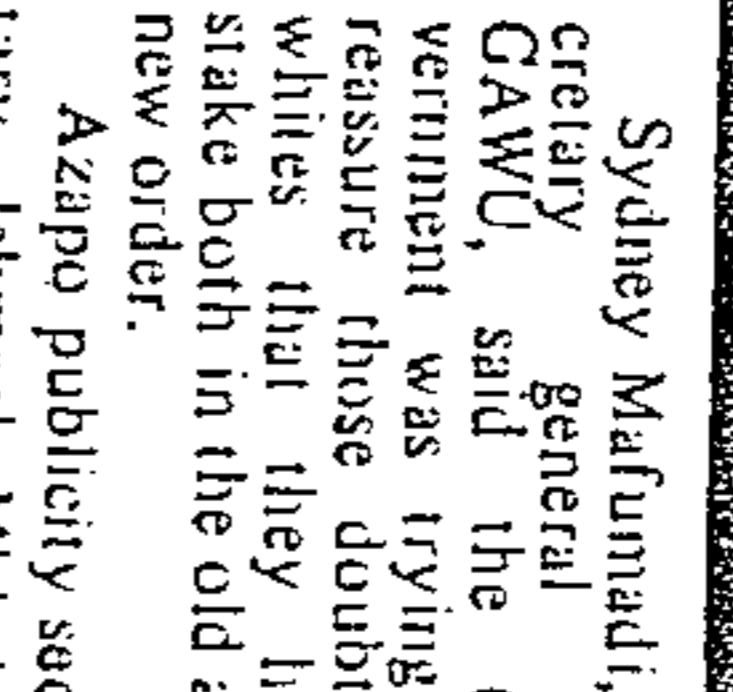 Sydney Mafumadi,
cretary general
GAWU, said the
vernment was trying
reassure those doubt
whites that they h
stake both in the old a
new order.
Azapo publicity sec